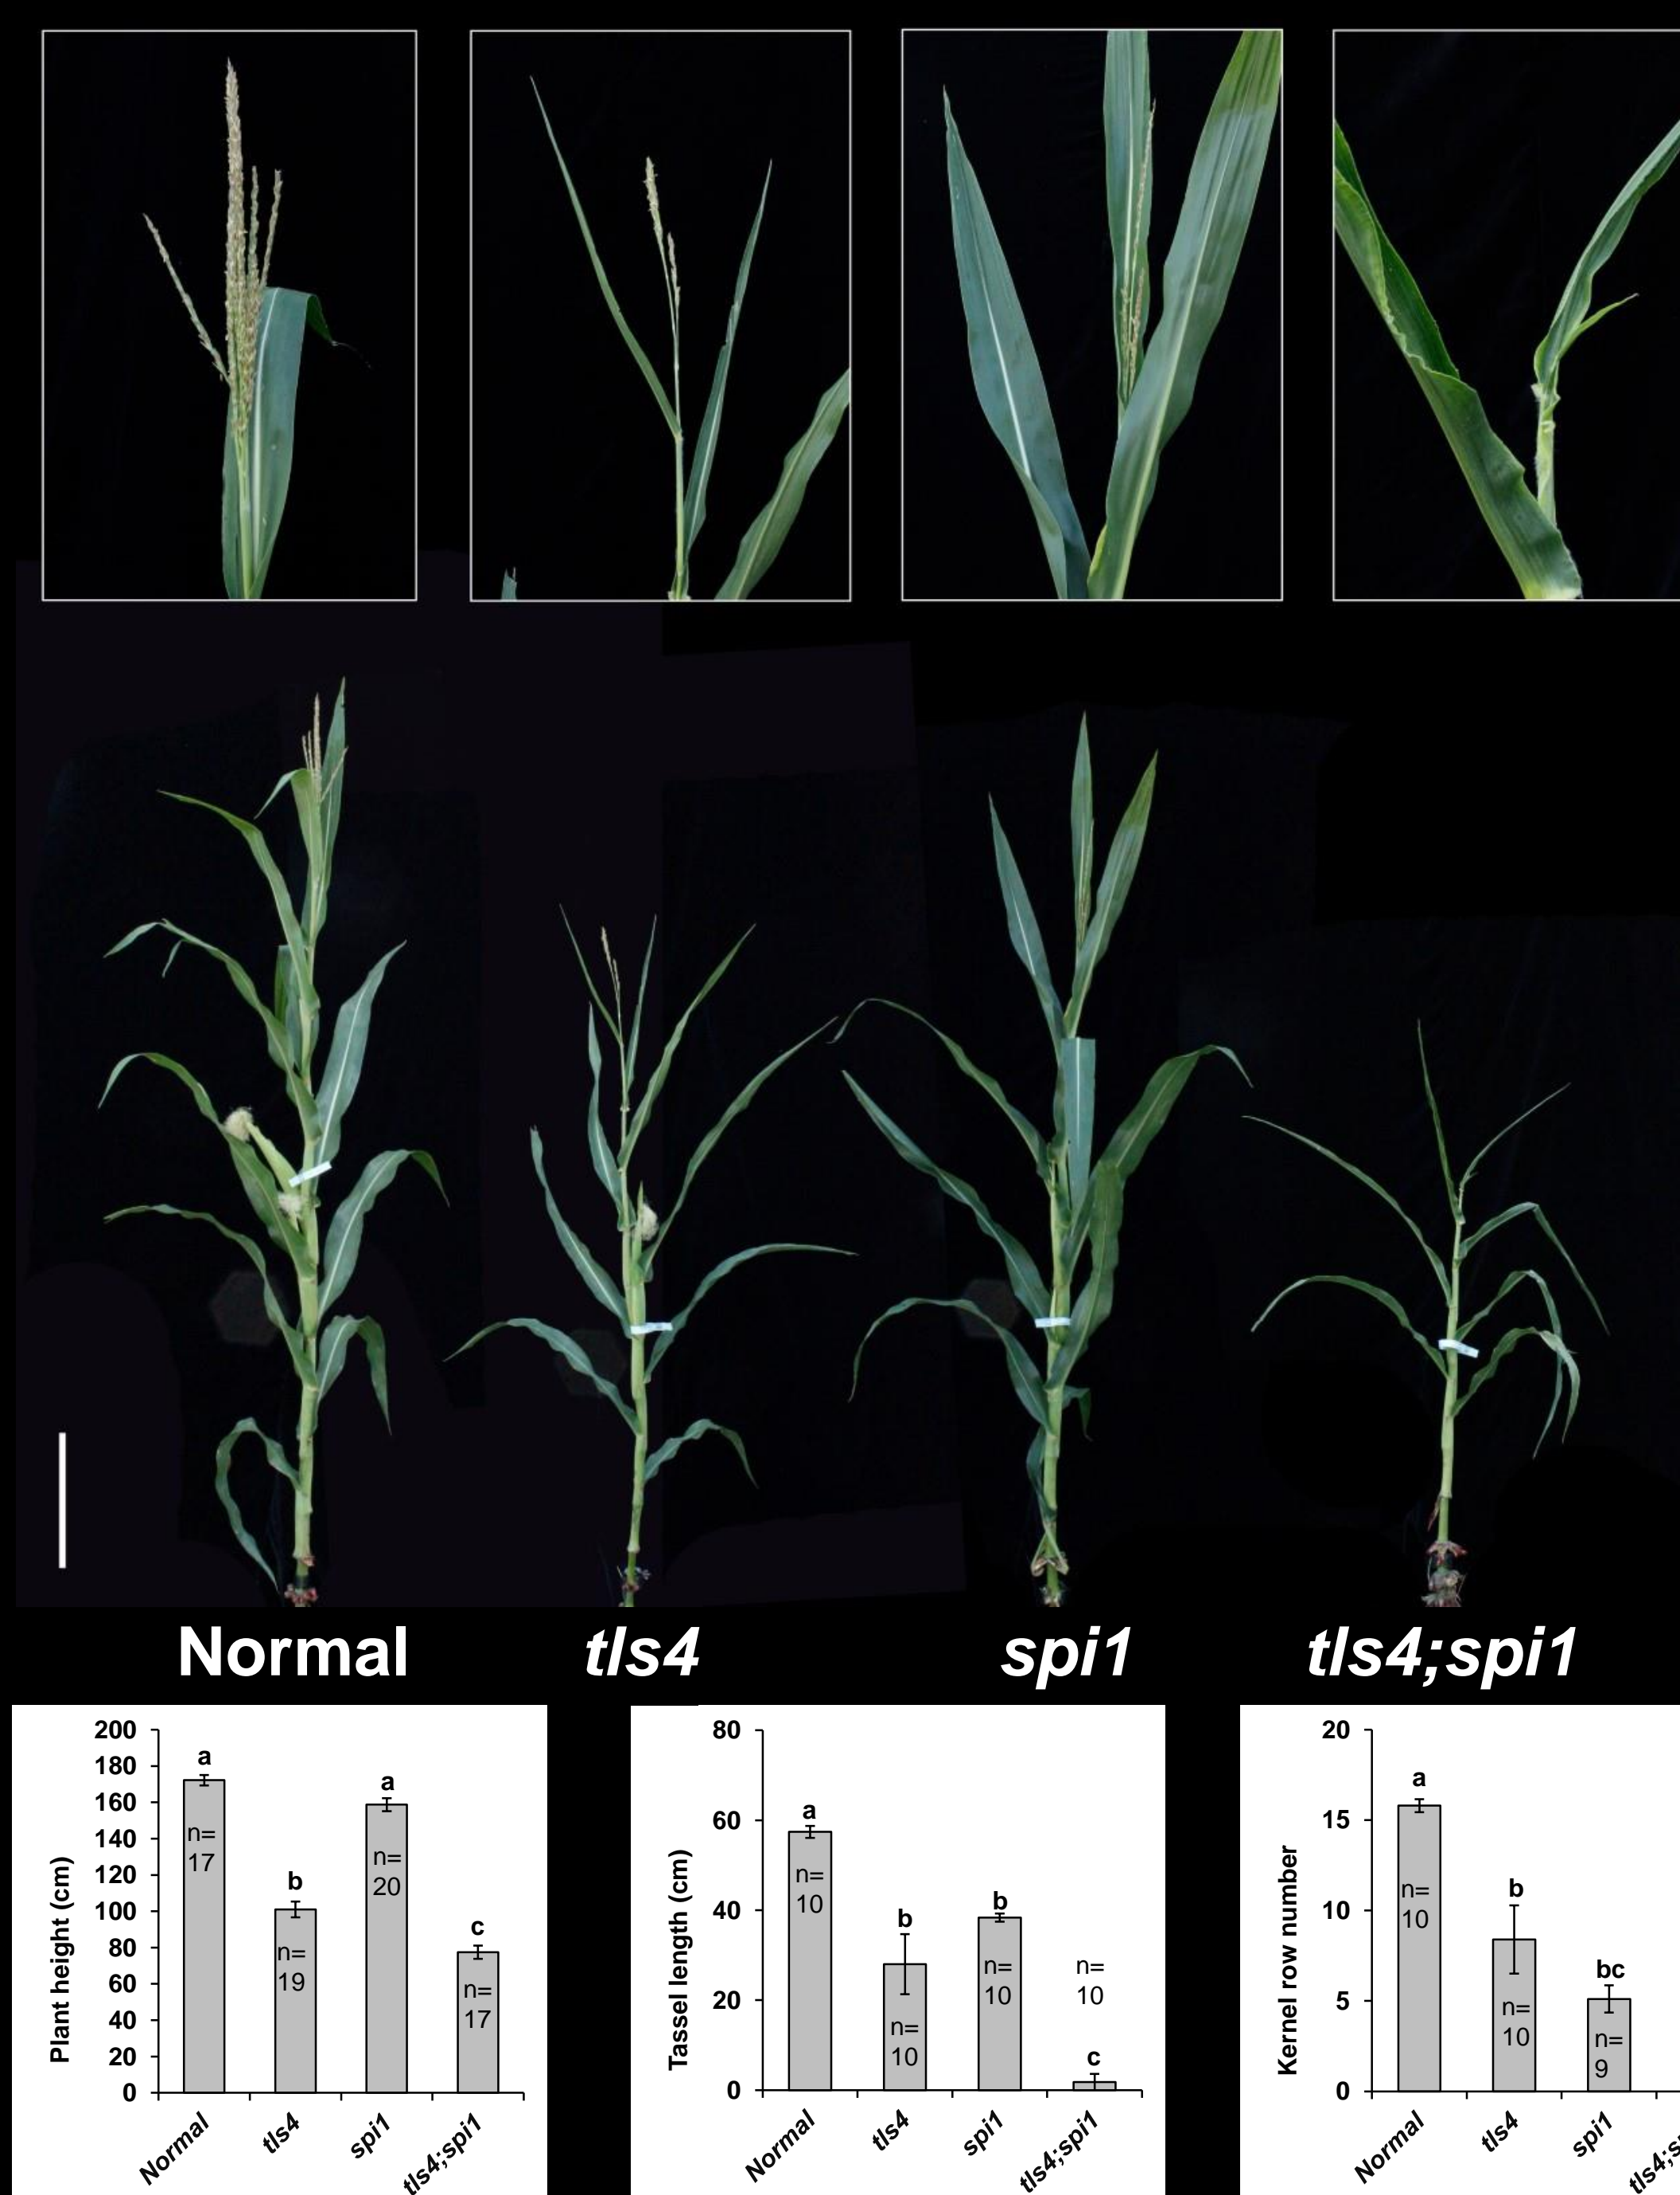 Normal tls4 spi1 tls4;spi1
Plant height (cm)
200
180
160
140
120
100
80
60
40
20
0
a
n=
17
b
n=
19
a
n=
20
c
n=
17
Normal tls4 spi1 tls4;spi1
Tassel length (cm)
80
60
40
20
0
a
n=
10
b
n=
10
b
n=
10
n=
10
c
Normal tls4 spi1 tls4;spi1
Kernel row number
20
15
10
5
0
a
n=
10
b
n=
10
bc
n=
9
Normal tls4 spi1